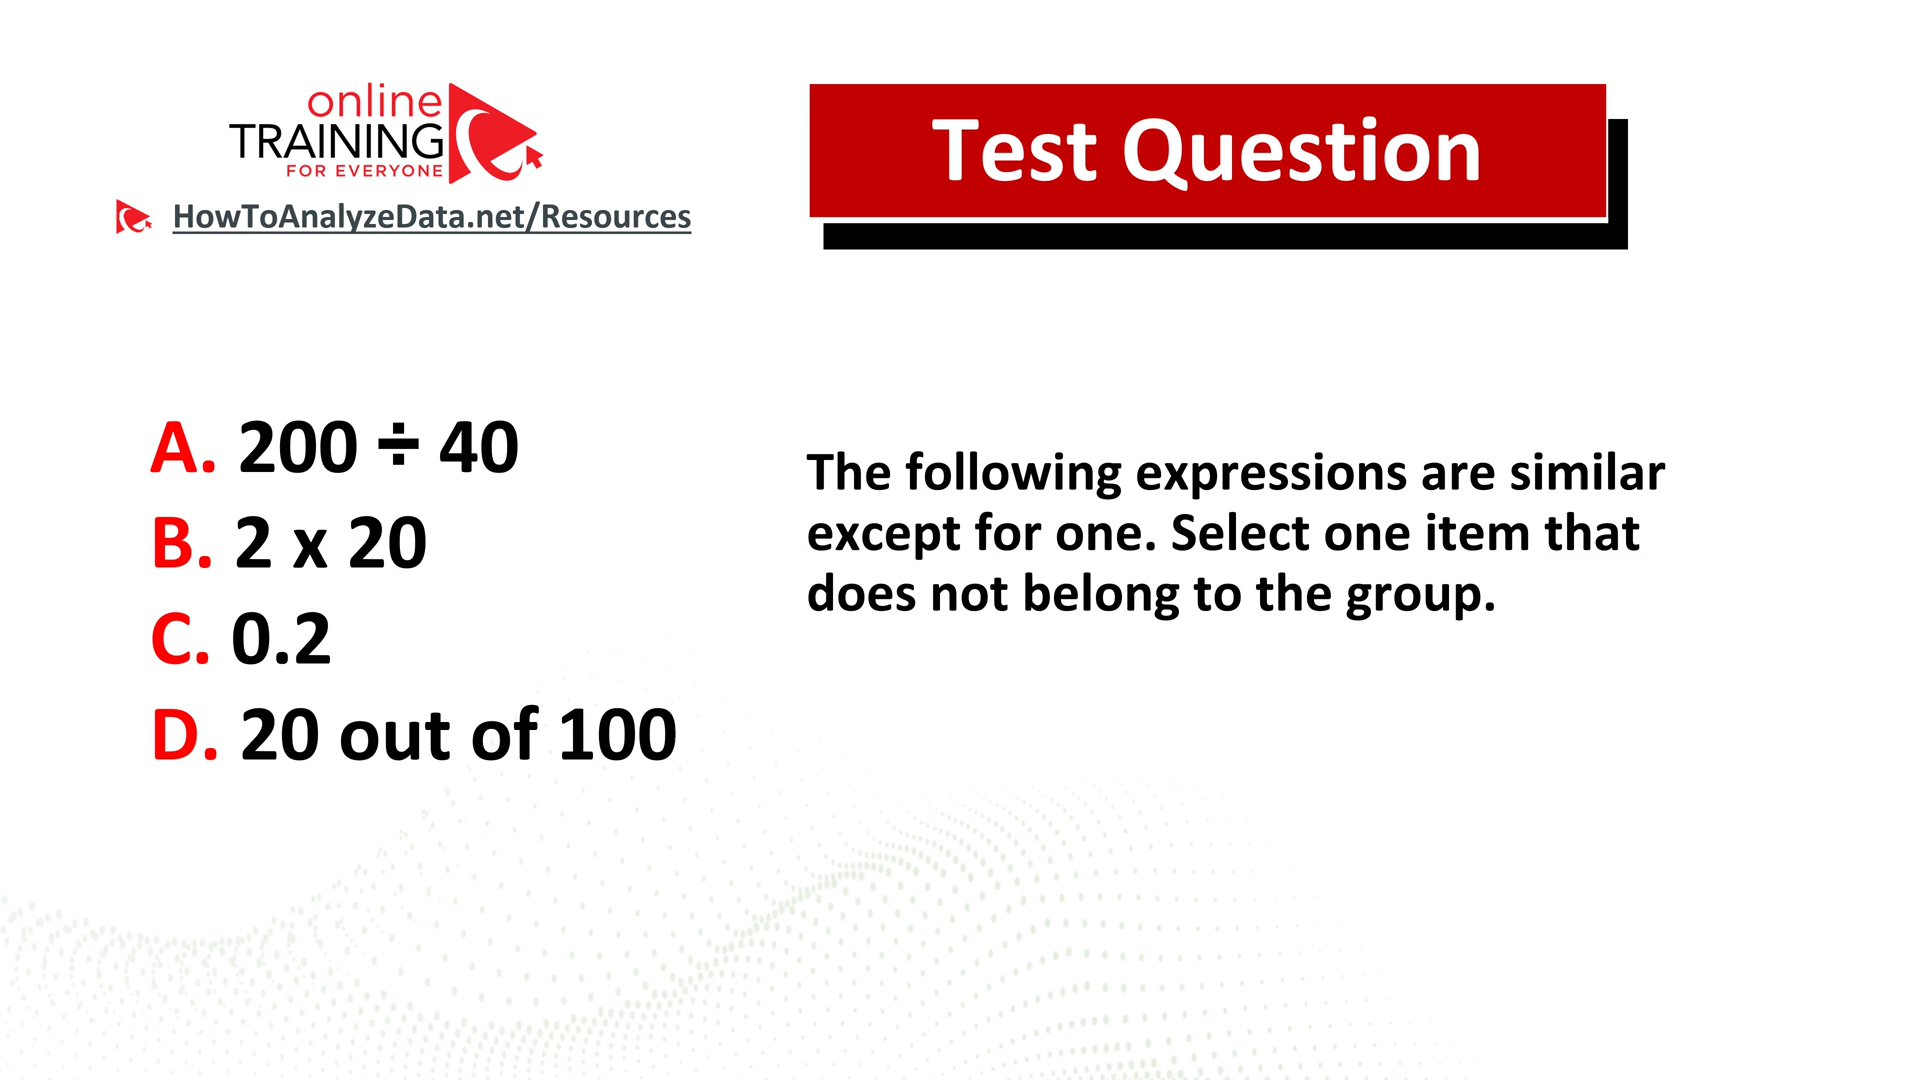 online
TRAINING
FOR EVERYONE
HowToAnalyzeData.net/Resources
Test Question
A. 200 ÷ 40
B. 2 x 20
C. 0.2
D. 20 out of 100
The following expressions are similar
except for one. Select one item that
does not belong to the group.